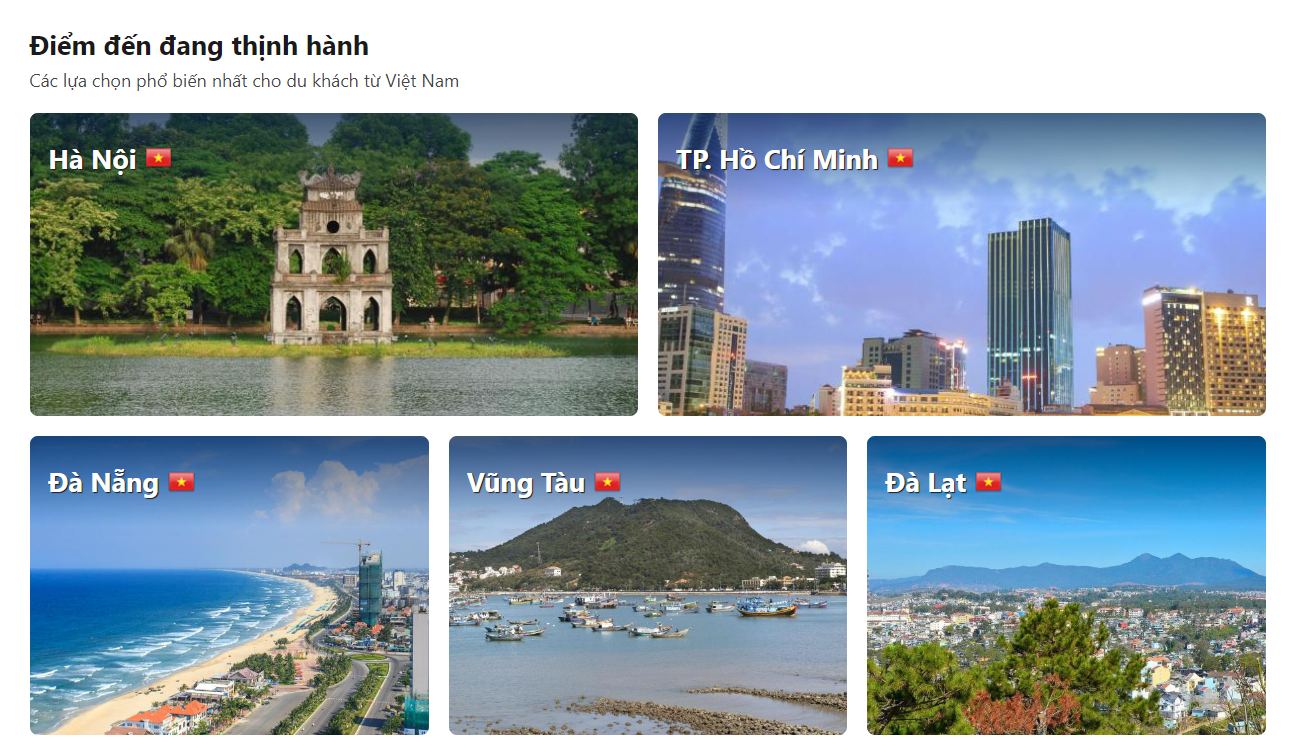 Điểm đến đang thịnh hành
Các lựa chọn phổ biến nhất cho du khách từ Việt Nam
Hà Nội 🇻🇳
TP. Hồ Chí Minh 🇻🇳
Đà Nẵng 🇻🇳
Vũng Tàu 🇻🇳
Đà Lạt 🇻🇳